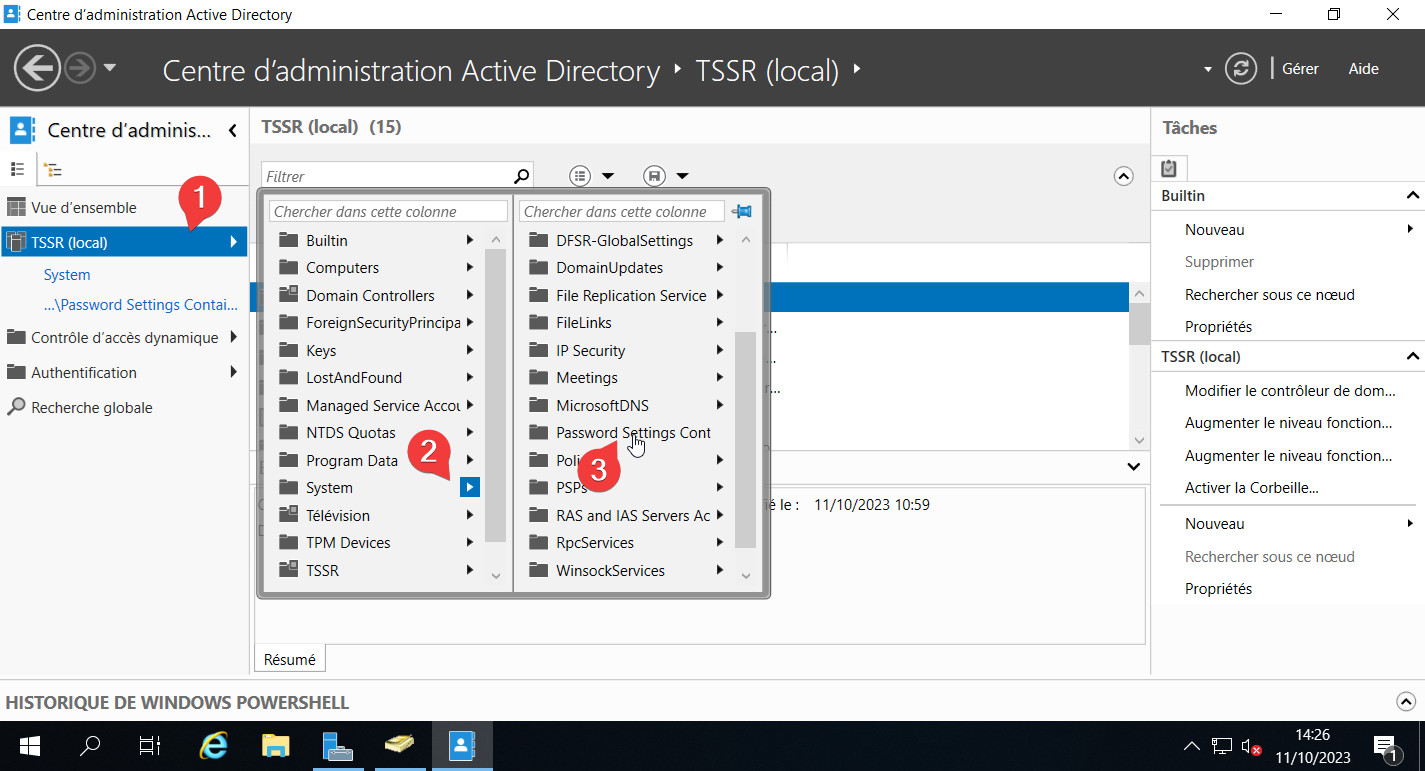 Centre d'administration Active Directory
Centre d'administration Active Directory
TSSR (local)
Gérer
Aide
Centre d'adminis...
1
Vue d'ensemble
TSSR (local)
System
...\Password Settings Contai...
Contrôle d'accès dynamique
Authentification
Recherche globale
TSSR (local) (15)
Filtrer
Chercher dans cette colonne
Builtin
Computers
Domain Controllers
ForeignSecurityPrincipa
Keys
LostAndFound
Managed Service Accou
NTDS Quotas
2
Program Data
System
Télévision
TPM Devices
TSSR
Chercher dans cette colonne
DFSR-GlobalSettings
DomainUpdates
File Replication Service
FileLinks
IP Security
Meetings
MicrosoftDNS
Password Settings Cont
3
PSPs
RAS and IAS Servers Ac
RpcServices
WinsockServices
le : 11/10/2023 10:59
Résumé
Tâches
Builtin
Nouveau
Supprimer
Rechercher sous ce nœud
Propriétés
TSSR (local)
Modifier le contrôleur de dom...
Augmenter le niveau fonction...
Augmenter le niveau fonction...
Activer la Corbeille...
Nouveau
Rechercher sous ce nœud
Propriétés
HISTORIQUE DE WINDOWS POWERSHELL
14:26
11/10/2023
1